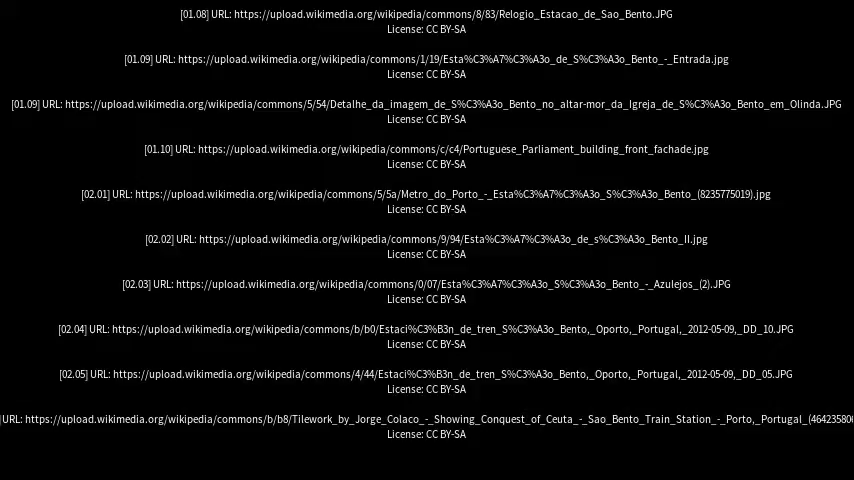 [01.08] URL: https://upload.wikimedia.org/wikipedia/commons/8/83/Relogio_Estacao_de_Sao_Bento.JPG
License: CC BY-SA
[01.09] URL: https://upload.wikimedia.org/wikipedia/commons/1/19/Esta%C3%A7%C3%A3o_de_S%C3%A3o_Bento_-_Entrada.jpg
License: CC BY-SA
[01.09] URL: https://upload.wikimedia.org/wikipedia/commons/5/54/Detalhe_da_imagem_de_S%C3%A3o_Bento_no_altar-mor_da_Igreja_de_S%C3%A3o_Bento_em_Olinda.JPG
License: CC BY-SA
[01.10] URL: https://upload.wikimedia.org/wikipedia/commons/c/c4/Portuguese_Parliament_building_front_fachade.jpg
License: CC BY-SA
[02.01] URL: https://upload.wikimedia.org/wikipedia/commons/5/5a/Metro_do_Porto_-_Esta%C3%A7%C3%A3o_S%C3%A3o_Bento_(8235775019).jpg
License: CC BY-SA
[02.02] URL: https://upload.wikimedia.org/wikipedia/commons/9/94/Esta%C3%A7%C3%A3o_de_s%C3%A3o_Bento_II.jpg
License: CC BY-SA
[02.03] URL: https://upload.wikimedia.org/wikipedia/commons/0/07/Esta%C3%A7%C3%A3o_S%C3%A3o_Bento_-_Azulejos_(2).JPG
License: CC BY-SA
[02.04] URL: https://upload.wikimedia.org/wikipedia/commons/b/b0/Estaci%C3%B3n_de_tren_S%C3%A3o_Bento,_Oporto,_Portugal,_2012-05-09,_DD_10.JPG
License: CC BY-SA
[02.05] URL: https://upload.wikimedia.org/wikipedia/commons/4/44/Estaci%C3%B3n_de_tren_S%C3%A3o_Bento,_Oporto,_Portugal,_2012-05-09,_DD_05.JPG
License: CC BY-SA
URL: https://upload.wikimedia.org/wikipedia/commons/b/b8/Tilework_by_Jorge_Colaco_-_Showing_Conquest_of_Ceuta_-_Sao_Bento_Train_Station_-_Porto,_Portugal_(46423580
License: CC BY-SA